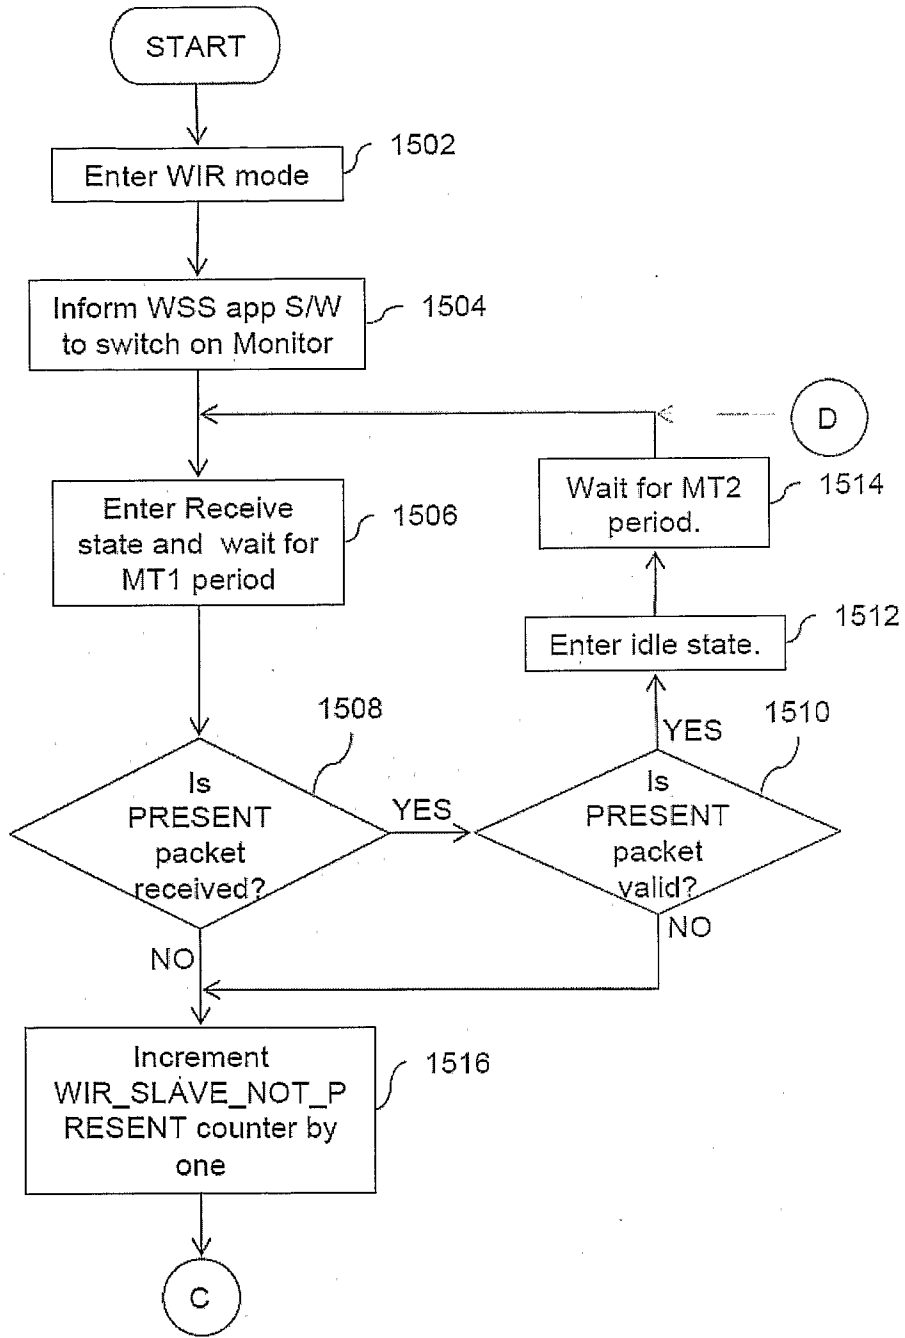 START
1502
Enter WIR mode
Inform WSS app S/W
to switch on Monitor
1504
D
Enter Receive
state and wait for
MT1 period
1506
Wait for MT2
period.
1514
Enter idle state.
1512
1508
Is
PRESENT
packet
received?
YES
NO
1510
YES
Is
PRESENT
packet
valid?
NO
Increment
WIR_SLAVE_NOT_P
RESENT counter by
one
1516
C